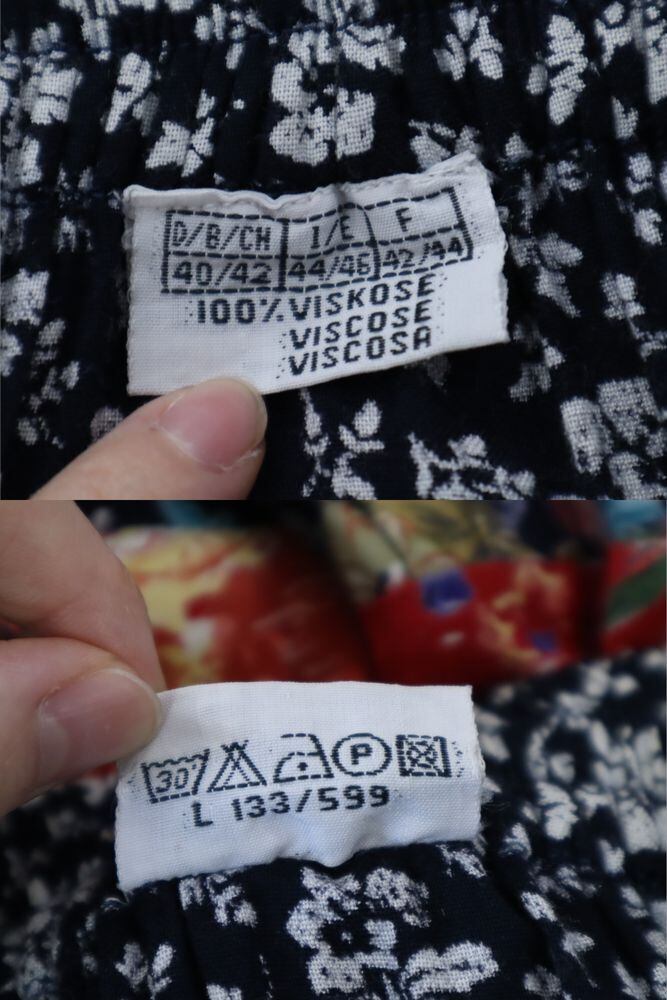 D/B/CH I/E F
40/42 44/46 42/44
100% VISKOSE
VISCOSE
VISCOSA
30° P
L 133/599